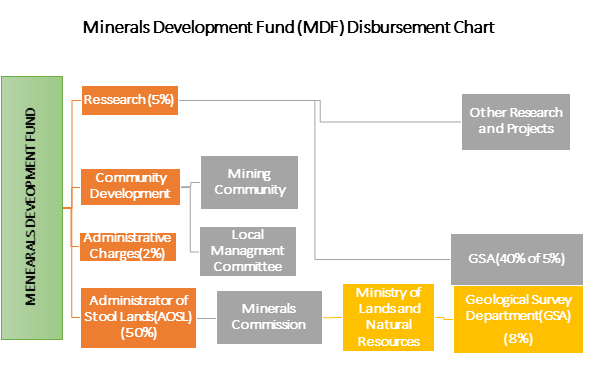 Minerals Development Fund (MDF) Disbursement Chart
MENEARALS DEVEOPMENT FUND
Ressearch (5%)
Other Research
and Projects
Community
Development
Mining
Community
Administrative
Charges(2%)
Local
Managment
Committee
GSA(40% of 5%)
Administrator of
Stool Lands(AOSL)
(50%)
Minerals
Commission
Ministry of
Lands and
Natural
Resources
Geological Survey
Department(GSA)
(8%)